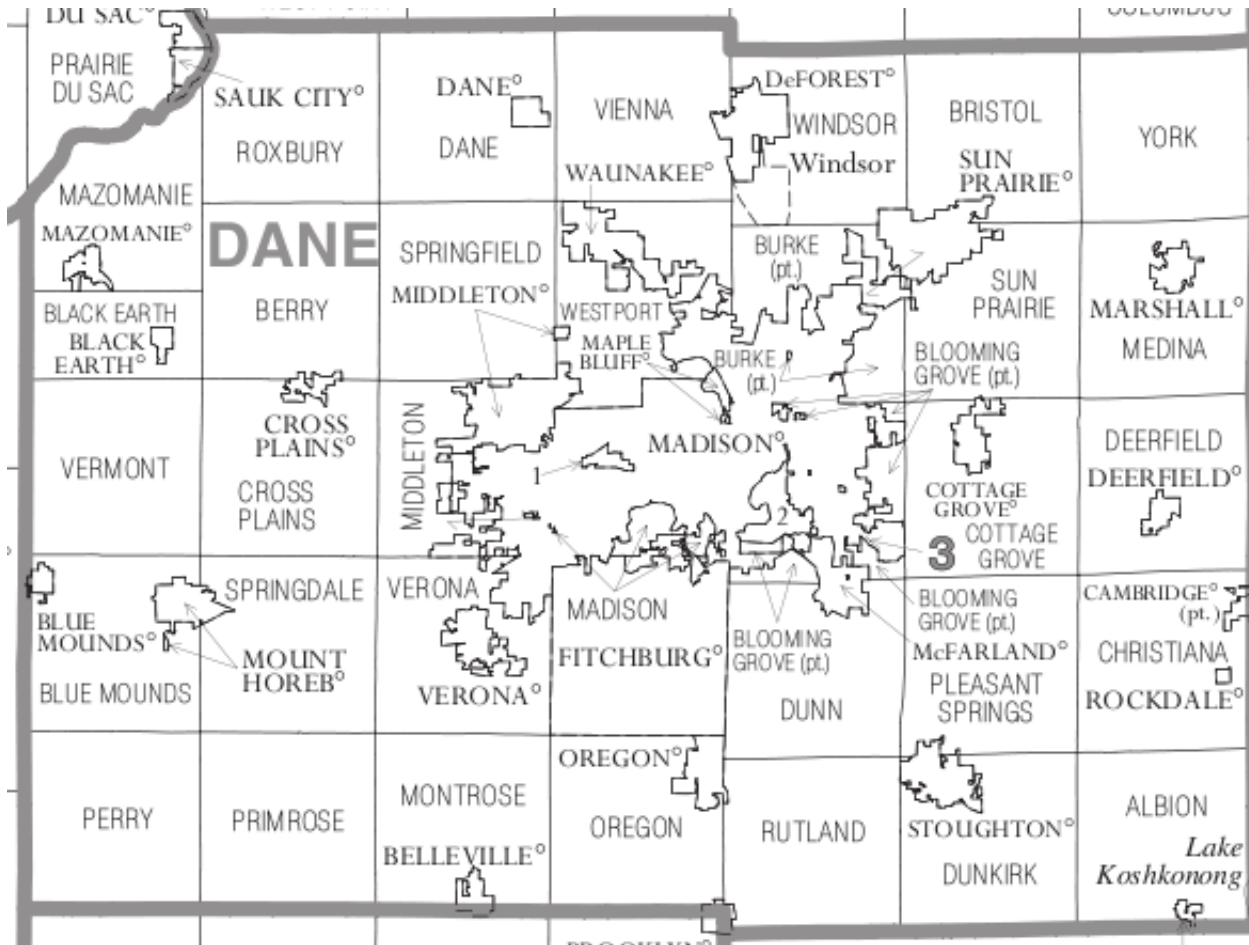 DU SAC°
COLUMBUS
PRAIRIE
DU SAC
SAUK CITY°
ROXBURY
DANE°
DANE
VIENNA
DeFOREST°
WINDSOR
Windsor
BRISTOL
SUN
PRAIRIE°
YORK
WAUNAKEE°
MAZOMANIE
MAZOMANIE°
DANE
SPRINGFIELD
MIDDLETON°
BERRY
BURKE
(pt.)
SUN
PRAIRIE
MARSHALL°
MEDINA
BLACK EARTH
BLACK
EARTH°
WESTPORT
MAPLE
BLUFF°
BURKE
(pt.)
BLOOMING
GROVE (pt.)
CROSS
PLAINS°
MIDDLETON
MADISON°
VERMONT
CROSS
PLAINS
1
2
COTTAGE
GROVE°
3
COTTAGE
GROVE
DEERFIELD
DEERFIELD°
BLUE
MOUNDS°
SPRINGDALE
VERONA
MADISON
BLOOMING
GROVE (pt.)
BLOOMING
GROVE (pt.)
CAMBRIDGE°
(pt.)
MOUNT
HOREB°
BLUE MOUNDS
VERONA°
FITCHBURG°
McFARLAND°
PLEASANT
SPRINGS
CHRISTIANA
ROCKDALE°
DUNN
PERRY
PRIMROSE
MONTROSE
BELLEVILLE°
OREGON°
OREGON
RUTLAND
STOUGHTON°
DUNKIRK
ALBION
Lake
Koshkonong
BROOKLYN°